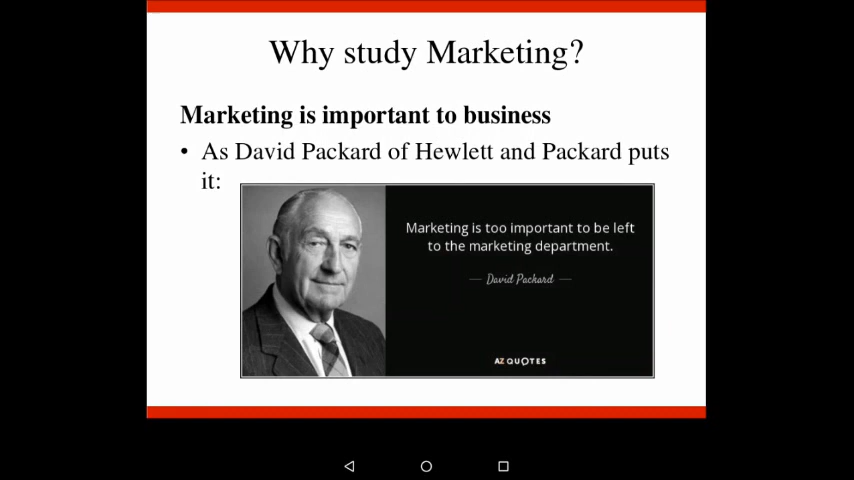 Why study Marketing?
Marketing is important to business
• As David Packard of Hewlett and Packard puts
it:
Marketing is too important to be left
to the marketing department.
— David Packard —
AZ QUOTES